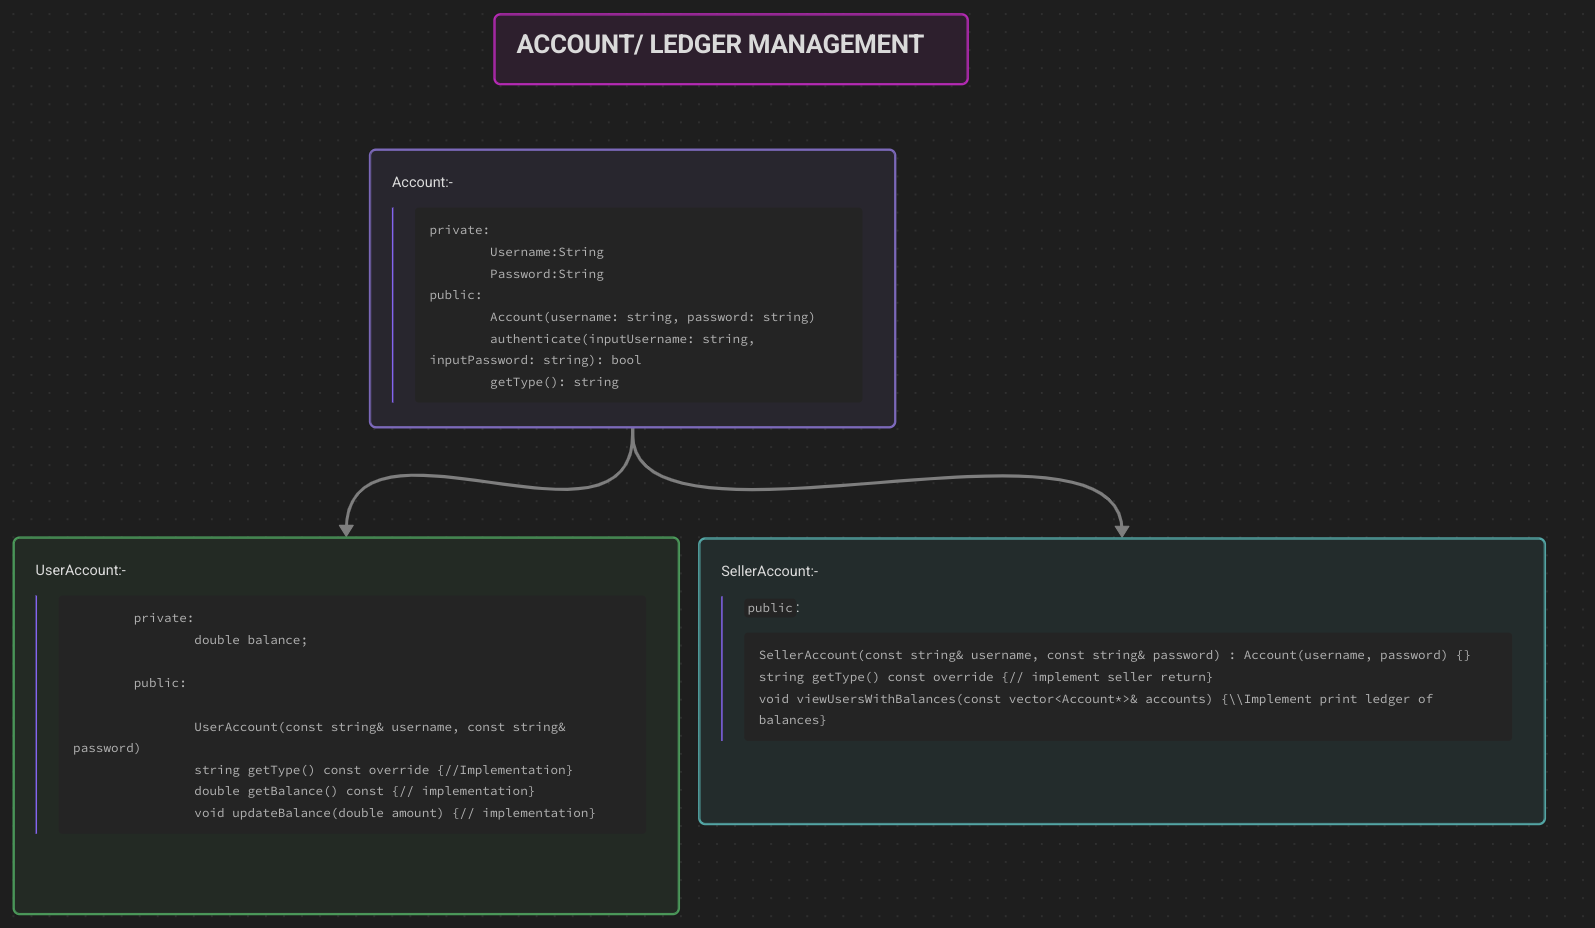 ACCOUNT/ LEDGER MANAGEMENT
Account:-
private:
Username:String
Password:String
public:
Account(username: string, password: string)
authenticate(inputUsername: string,
inputPassword: string): bool
getType(): string
UserAccount:-
private:
double balance;
public:
UserAccount(const string& username, const string&
password)
string getType() const override {//Implementation}
double getBalance() const {// implementation}
void updateBalance(double amount) {// implementation}
SellerAccount:-
public:
SellerAccount(const string& username, const string& password) : Account(username, password) {}
string getType() const override {// implement seller return}
void viewUsersWithBalances(const vector<Account*>& accounts) {\\Implement print ledger of
balances}